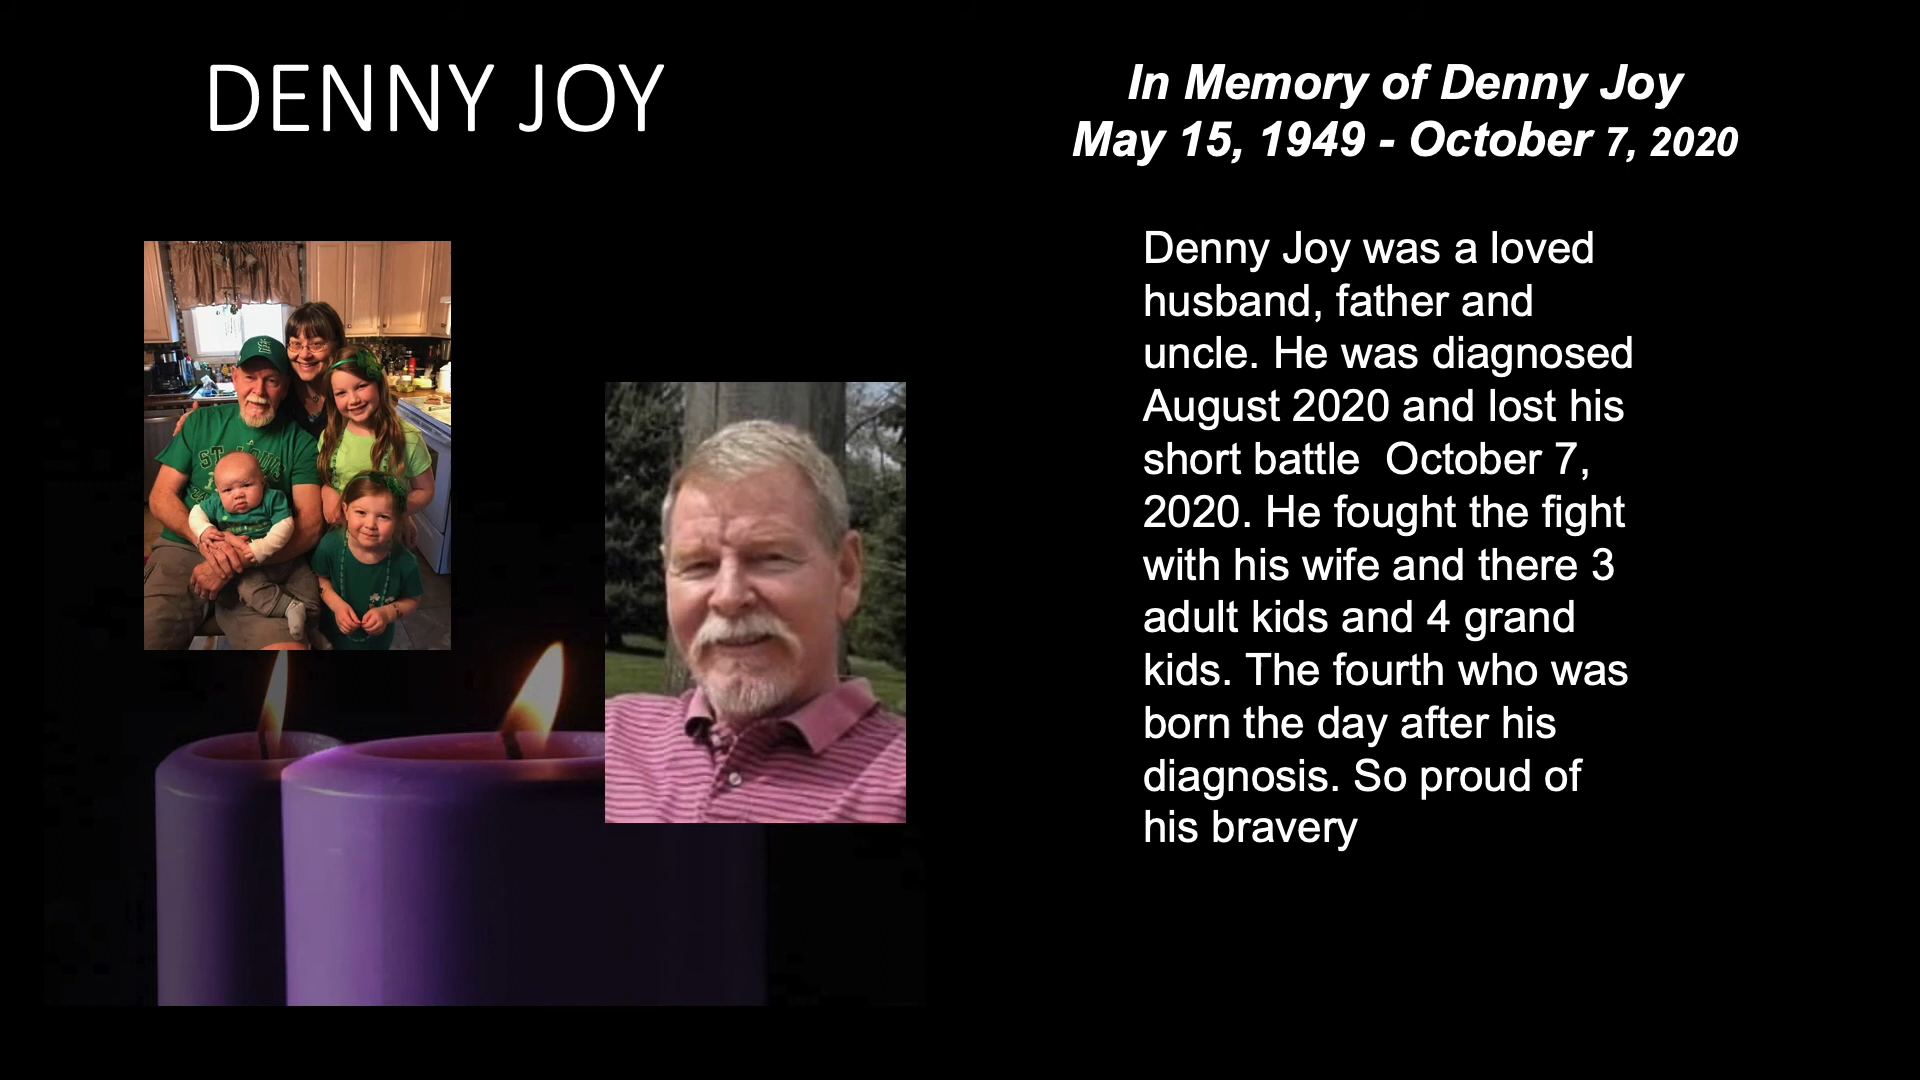 DENNY JOY
In Memory of Denny Joy
May 15, 1949 - October 7, 2020
Denny Joy was a loved
husband, father and
uncle. He was diagnosed
August 2020 and lost his
short battle  October 7,
2020. He fought the fight
with his wife and there 3
adult kids and 4 grand
kids. The fourth who was
born the day after his
diagnosis. So proud of
his bravery